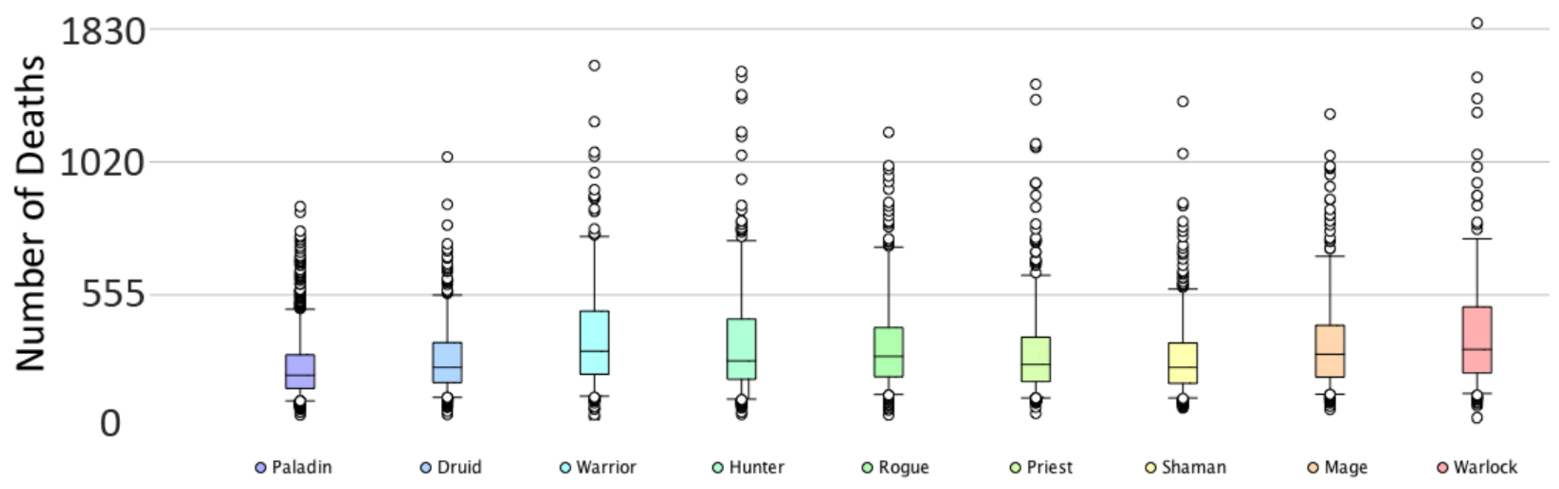 Number of Deaths
1830
1020
555
0
Paladin Druid Warrior Hunter Rogue Priest Shaman Mage Warlock